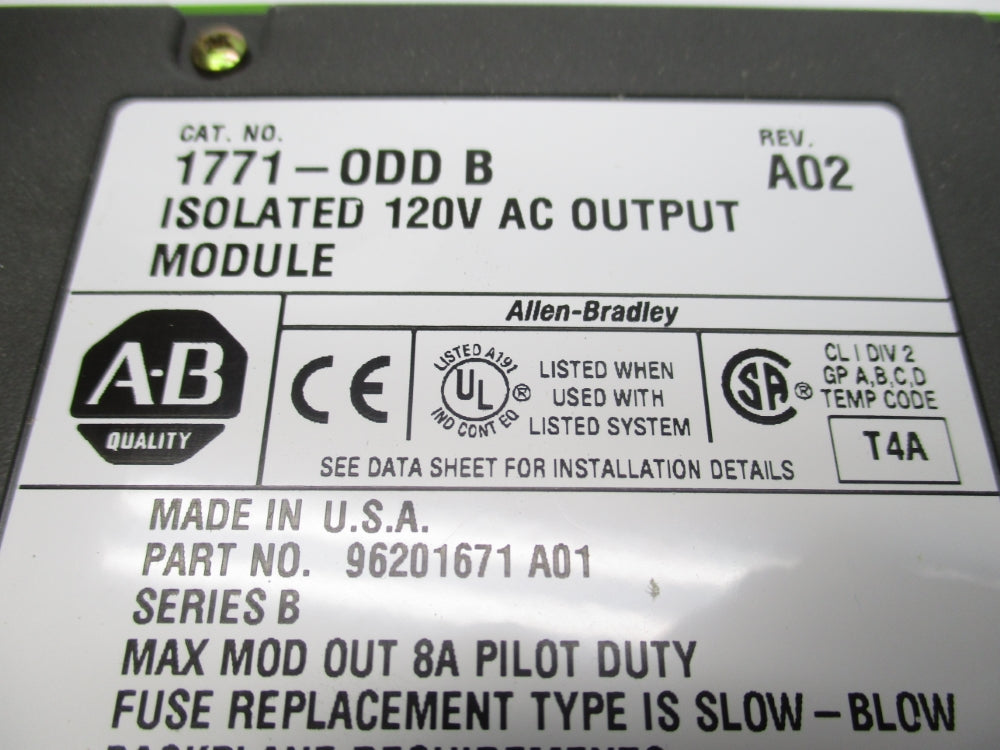 CAT. NO.
1771-ODD B
REV.
A02
ISOLATED 120V AC OUTPUT
MODULE
Allen-Bradley
A-B
QUALITY
CE
LISTED A191
UL
®
IND CONT EQ
LISTED WHEN
USED WITH
LISTED SYSTEM
SA
®
CL I DIV 2
GP A,B,C,D
TEMP CODE
T4A
SEE DATA SHEET FOR INSTALLATION DETAILS
MADE IN U.S.A.
PART NO. 96201671 A01
SERIES B
MAX MOD OUT 8A PILOT DUTY
FUSE REPLACEMENT TYPE IS SLOW-BLOW
BACKPLANE REQUIREMENTS